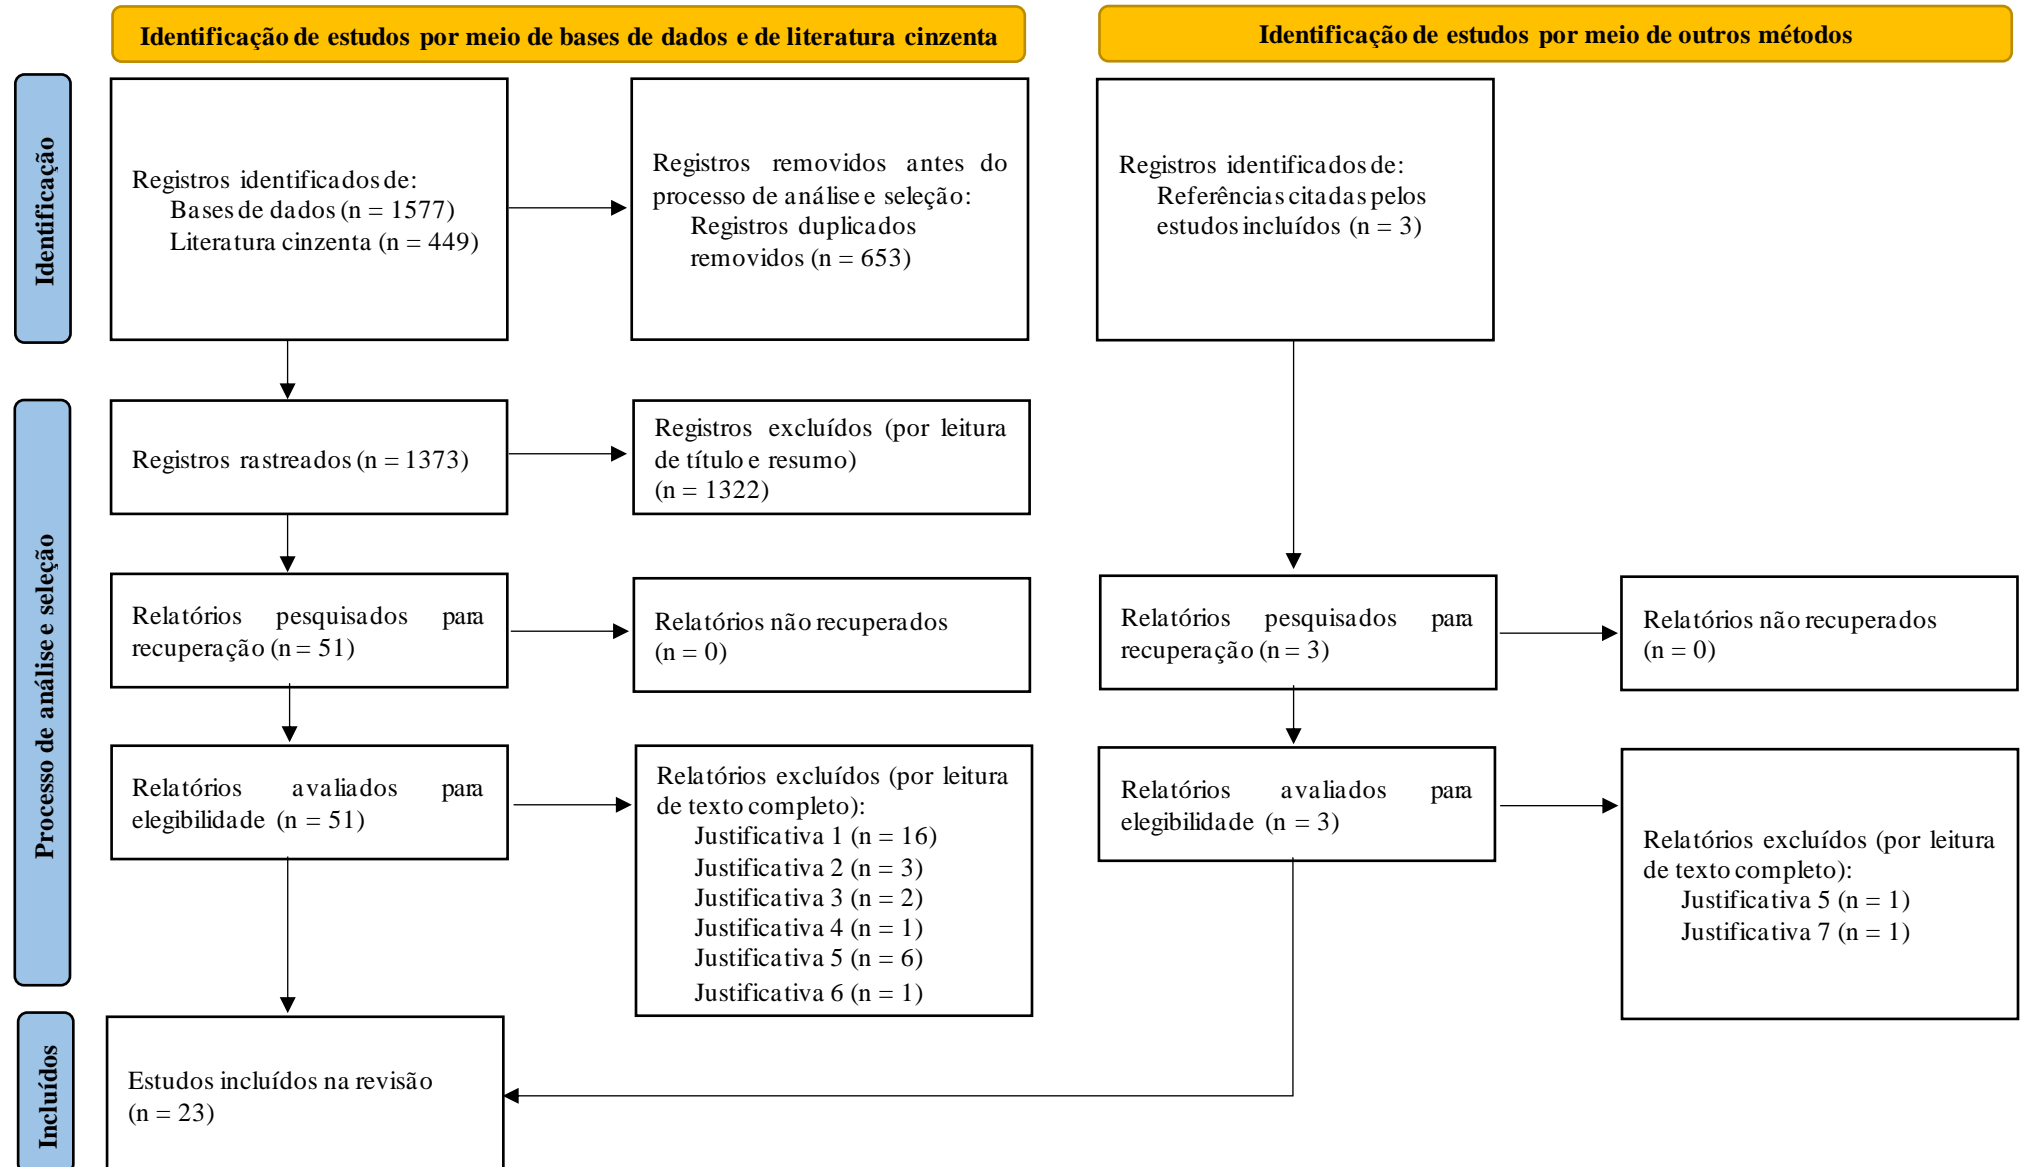 Identificação de estudos por meio de bases de dados e de literatura cinzenta
Identificação de estudos por meio de outros métodos
Identificação
Registros identificados de:
Bases de dados (n = 1577)
Literatura cinzenta (n = 449)
Registros removidos antes do
processo de análise e seleção:
Registros duplicados
removidos (n = 653)
Registros identificados de:
Referências citadas pelos
estudos incluídos (n = 3)
Processo de análise e seleção
Registros rastreados (n = 1373)
Registros excluídos (por leitura
de título e resumo)
(n = 1322)
Relatórios pesquisados para
recuperação (n = 51)
Relatórios não recuperados
(n = 0)
Relatórios pesquisados para
recuperação (n = 3)
Relatórios não recuperados
(n = 0)
Relatórios avaliados para
elegibilidade (n = 51)
Relatórios excluídos (por leitura
de texto completo):
Justificativa 1 (n = 16)
Justificativa 2 (n = 3)
Justificativa 3 (n = 2)
Justificativa 4 (n = 1)
Justificativa 5 (n = 6)
Justificativa 6 (n = 1)
Relatórios avaliados para
elegibilidade (n = 3)
Relatórios excluídos (por leitura
de texto completo):
Justificativa 5 (n = 1)
Justificativa 7 (n = 1)
Incluídos
Estudos incluídos na revisão
(n = 23)